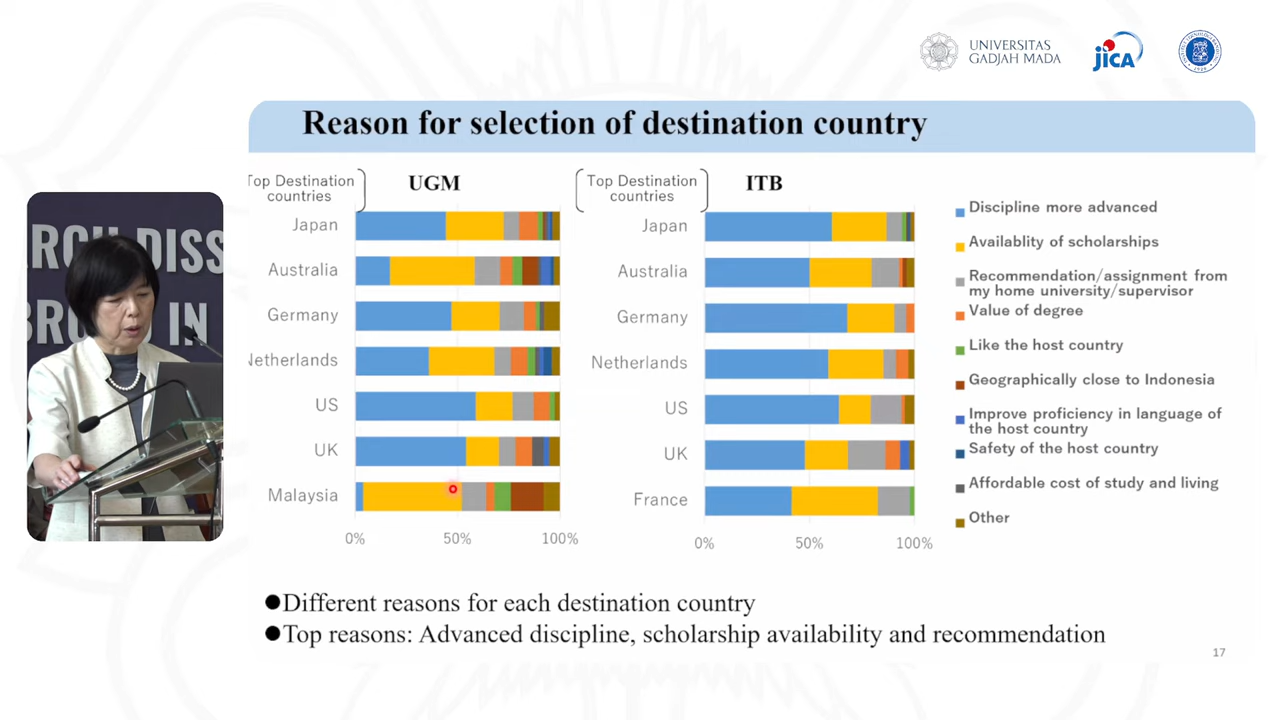 UNIVERSITAS
GADJAH MADA
JICA
Reason for selection of destination country
Top Destination
countries
UGM
Japan
Australia
Germany
Netherlands
US
UK
Malaysia
0% 50% 100%
Top Destination
countries
ITB
Japan
Australia
Germany
Netherlands
US
UK
France
0% 50% 100%
Discipline more advanced
Availablity of scholarships
Recommendation/assignment from
my home university/supervisor
Value of degree
Like the host country
Geographically close to Indonesia
Improve proficiency in language of
the host country
Safety of the host country
Affordable cost of study and living
Other
●Different reasons for each destination country
●Top reasons: Advanced discipline, scholarship availability and recommendation
17
RCH DISS
BRO IN